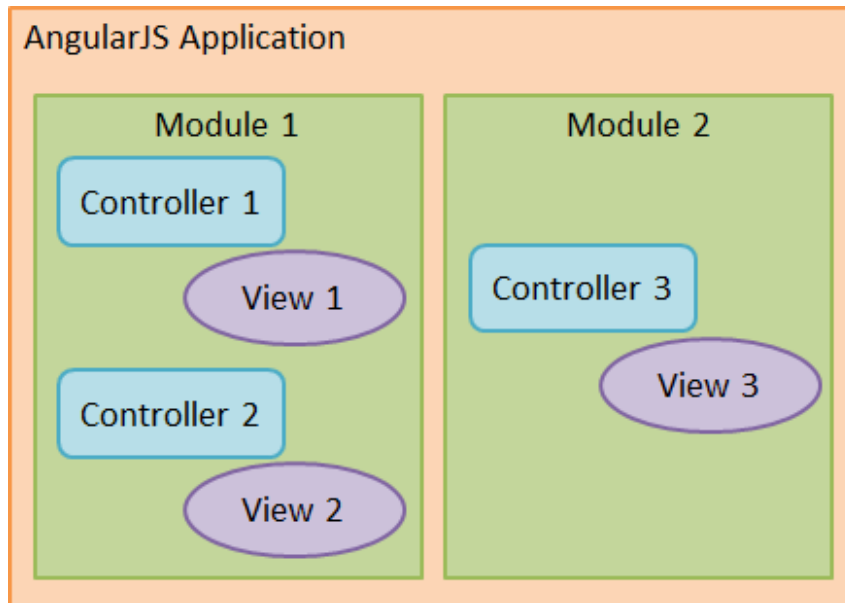 AngularJS Application
Module 1
Controller 1
View 1
Controller 2
View 2
Module 2
Controller 3
View 3